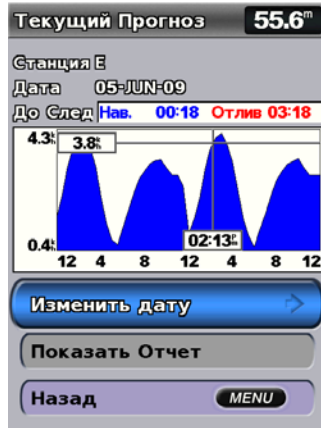 Текущий Прогноз 55.6m
Станция E
Дата 05-JUN-09
До След Нав. 00:18 Отлив 03:18
4.3
3.8
0.4
02:13
12 4 8 12 4 8 12
Изменить дату
Показать Отчет
Назад MENU